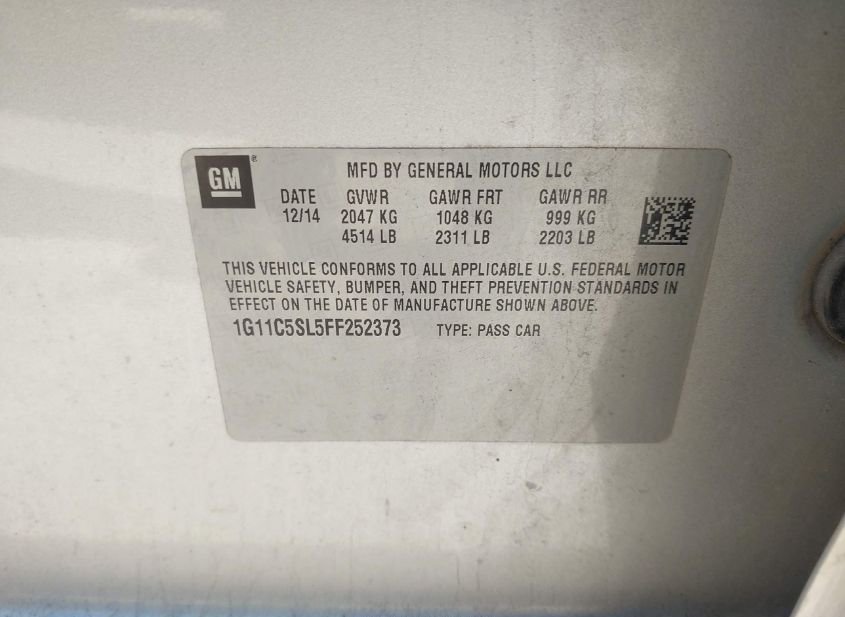 GM ®
MFD BY GENERAL MOTORS LLC
DATE GVWR GAWR FRT GAWR RR
12/14 2047 KG 1048 KG 999 KG
4514 LB 2311 LB 2203 LB
THIS VEHICLE CONFORMS TO ALL APPLICABLE U.S. FEDERAL MOTOR
VEHICLE SAFETY, BUMPER, AND THEFT PREVENTION STANDARDS IN
EFFECT ON THE DATE OF MANUFACTURE SHOWN ABOVE.
1G11C5SL5FF252373 TYPE: PASS CAR